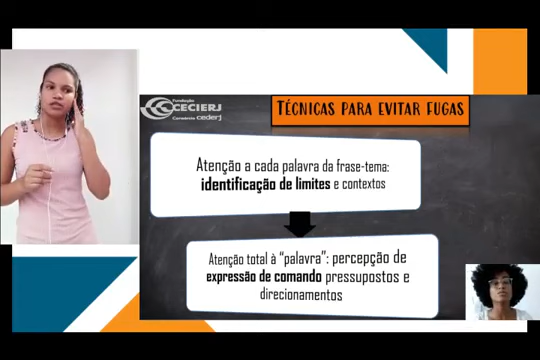 Fundação
CECIERJ
Consórcio cederj
TÉCNICAS PARA EVITAR FUGAS
Atenção a cada palavra da frase-tema:
identificação de limites e contextos
Atenção total à “palavra”: percepção de
expressão de comando pressupostos e
direcionamentos